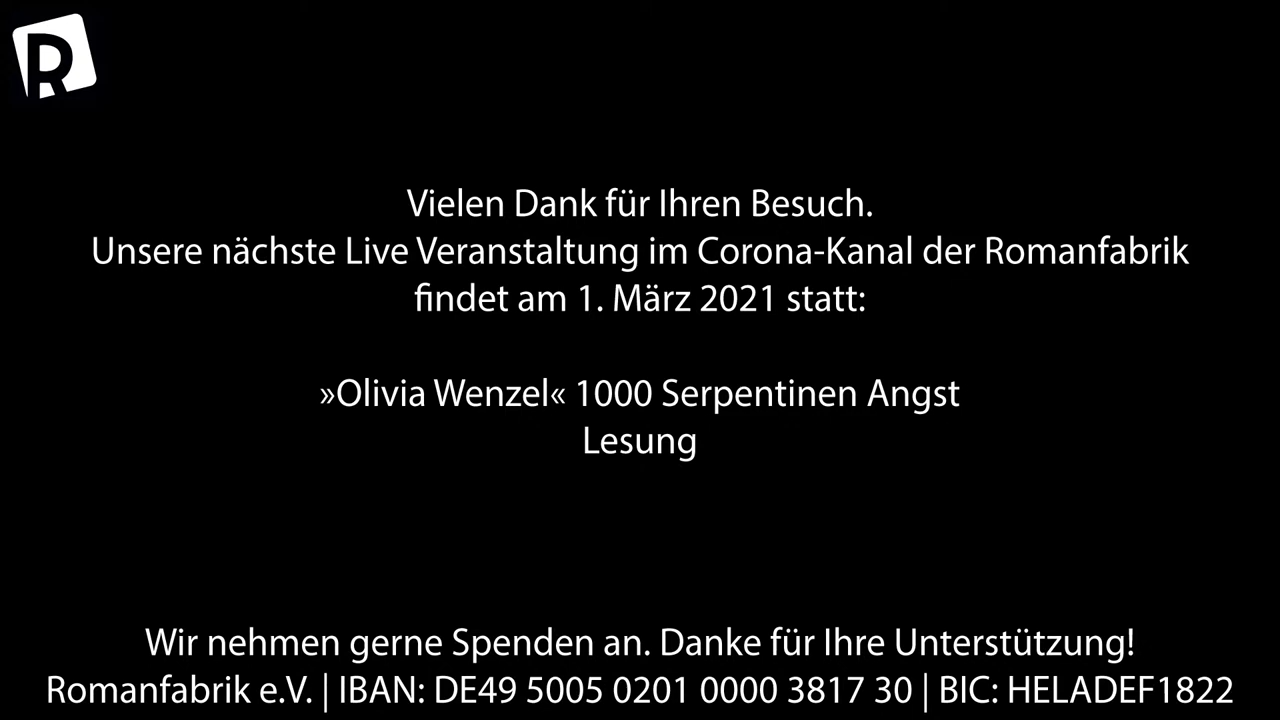 R
Vielen Dank für Ihren Besuch.
Unsere nächste Live Veranstaltung im Corona-Kanal der Romanfabrik
findet am 1. März 2021 statt:
»Olivia Wenzel« 1000 Serpentinen Angst
Lesung
Wir nehmen gerne Spenden an. Danke für Ihre Unterstützung!
Romanfabrik e.V. | IBAN: DE49 5005 0201 0000 3817 30 | BIC: HELADEF1822